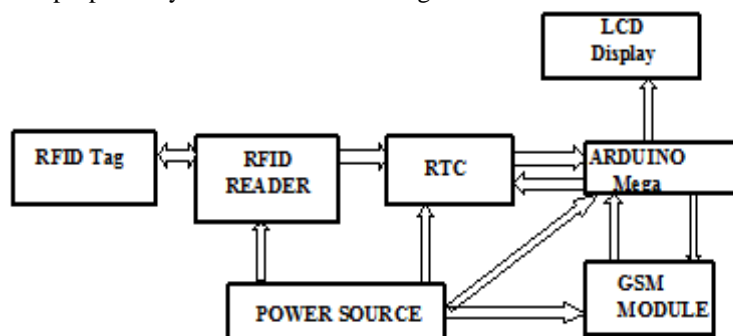 LCD
Display
RFID Tag
RFID
READER
RTC
ARDUINO
Mega
POWER SOURCE
GSM
MODULE